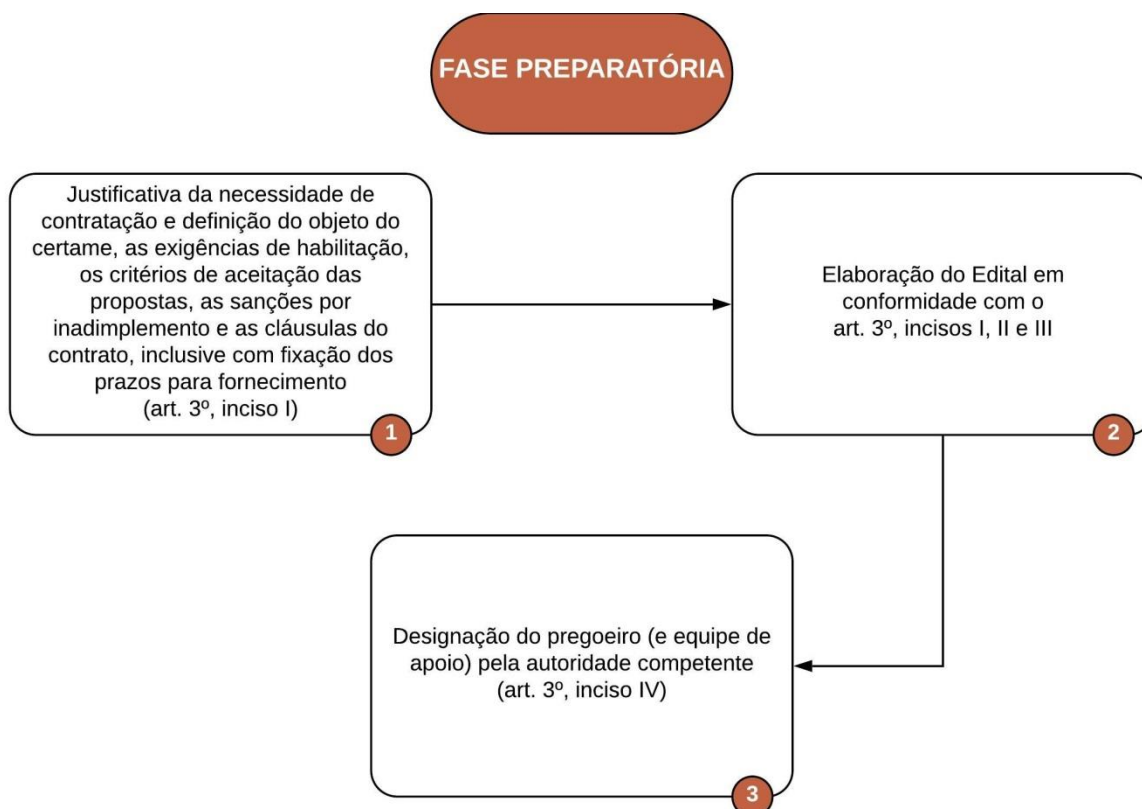 FASE PREPARATÓRIA
Justificativa da necessidade de
contratação e definição do objeto do
certame, as exigências de habilitação,
os critérios de aceitação das
propostas, as sanções por
inadimplemento e as cláusulas do
contrato, inclusive com fixação dos
prazos para fornecimento
(art. 3º, inciso I)
1
Elaboração do Edital em
conformidade com o
art. 3º, incisos I, II e III
2
Designação do pregoeiro (e equipe de
apoio) pela autoridade competente
(art. 3º, inciso IV)
3